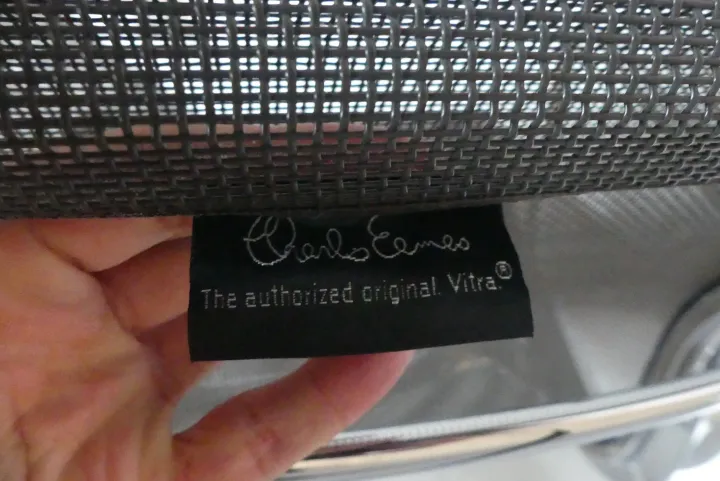 Charles Eames
The authorized original. Vitra.®